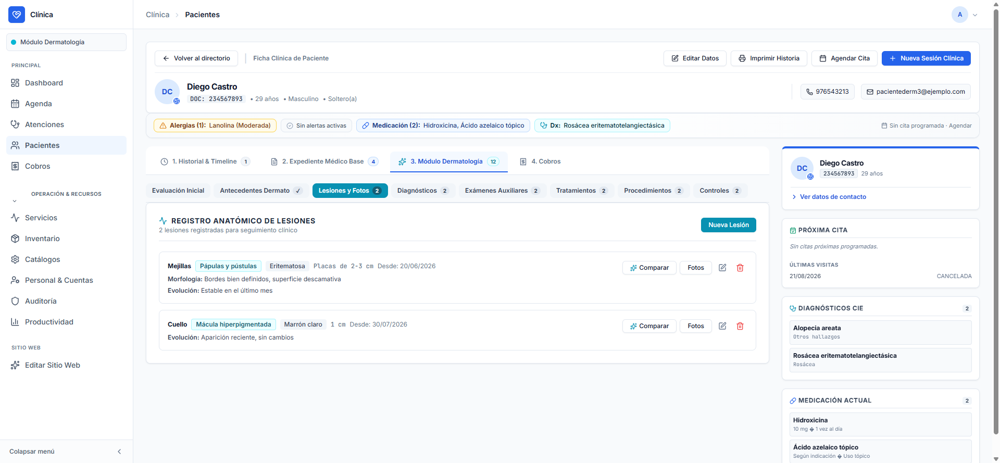 Clínica
Módulo Dermatología
PRINCIPAL
Dashboard
Agenda
Atenciones
Pacientes
Cobros
OPERACIÓN & RECURSOS
Servicios
Inventario
Catálogos
Personal & Cuentas
Auditoría
Productividad
SITIO WEB
Editar Sitio Web
Colapsar menú
Clínica > Pacientes
A
Volver al directorio
Ficha Clínica de Paciente
Editar Datos
Imprimir Historia
Agendar Cita
+ Nueva Sesión Clínica
DC
Diego Castro
DOC: 234567893 • 29 años • Masculino • Soltero(a)
976543213
pacientederm3@ejemplo.com
Alergias (1): Lanolina (Moderada)
Sin alertas activas
Medicación (2): Hidroxicina, Ácido azelaico tópico
Dx: Rosácea eritematotelangiectásica
Sin cita programada · Agendar
1. Historial & Timeline 1
2. Expediente Médico Base 4
3. Módulo Dermatología 12
4. Cobros
Evaluación Inicial
Antecedentes Dermato ✓
Lesiones y Fotos 2
Diagnósticos 2
Exámenes Auxiliares 2
Tratamientos 2
Procedimientos 2
Controles 2
REGISTRO ANATÓMICO DE LESIONES
2 lesiones registradas para seguimiento clínico
Nueva Lesión
Mejillas Pápulas y pústulas Eritematosa Placas de 2-3 cm Desde: 20/06/2026
Morfología: Bordes bien definidos, superficie descamativa
Evolución: Estable en el último mes
Comparar
Fotos
Cuello Mácula hiperpigmentada Marrón claro 1 cm Desde: 30/07/2026
Evolución: Aparición reciente, sin cambios
Comparar
Fotos
DC
Diego Castro
234567893 29 años
Ver datos de contacto
PRÓXIMA CITA
Sin citas próximas programadas.
ÚLTIMAS VISITAS
21/08/2026 CANCELADA
DIAGNÓSTICOS CIE 2
Alopecia areata
Otros hallazgos
Rosácea eritematotelangiectásica
Rosácea
MEDICACIÓN ACTUAL 2
Hidroxicina
10 mg � 1 vez al día
Ácido azelaico tópico
Según indicación � Uso tópico